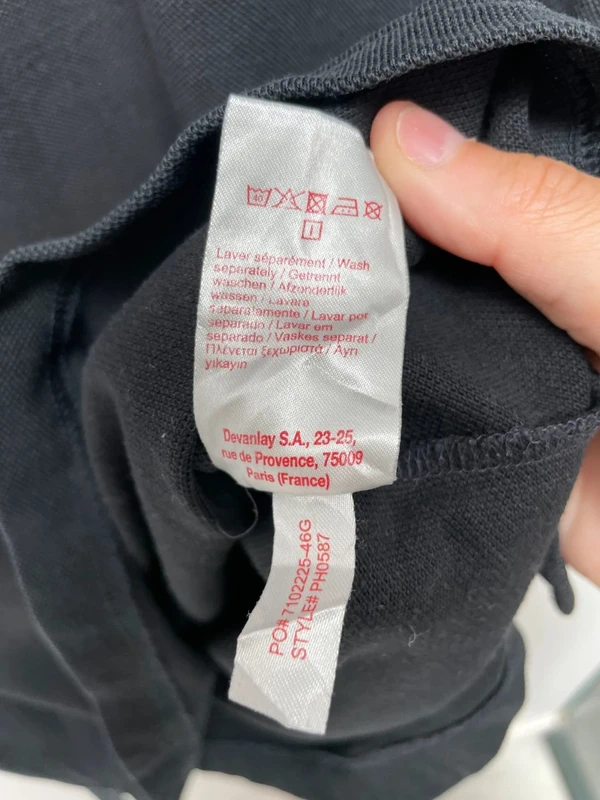 40
Laver séparément / Wash
separately / Getrennt
waschen / Afzonderlijk
wassen / Lavare
separatamente / Lavar por
separado / Lavar em
separado / Vaskes separat /
Πλένεται ξεχωριστά / Ayrı
yıkayın
Devanlay S.A., 23-25,
rue de Provence, 75009
Paris (France)
PO# 7102225-46G
STYLE# PH0587